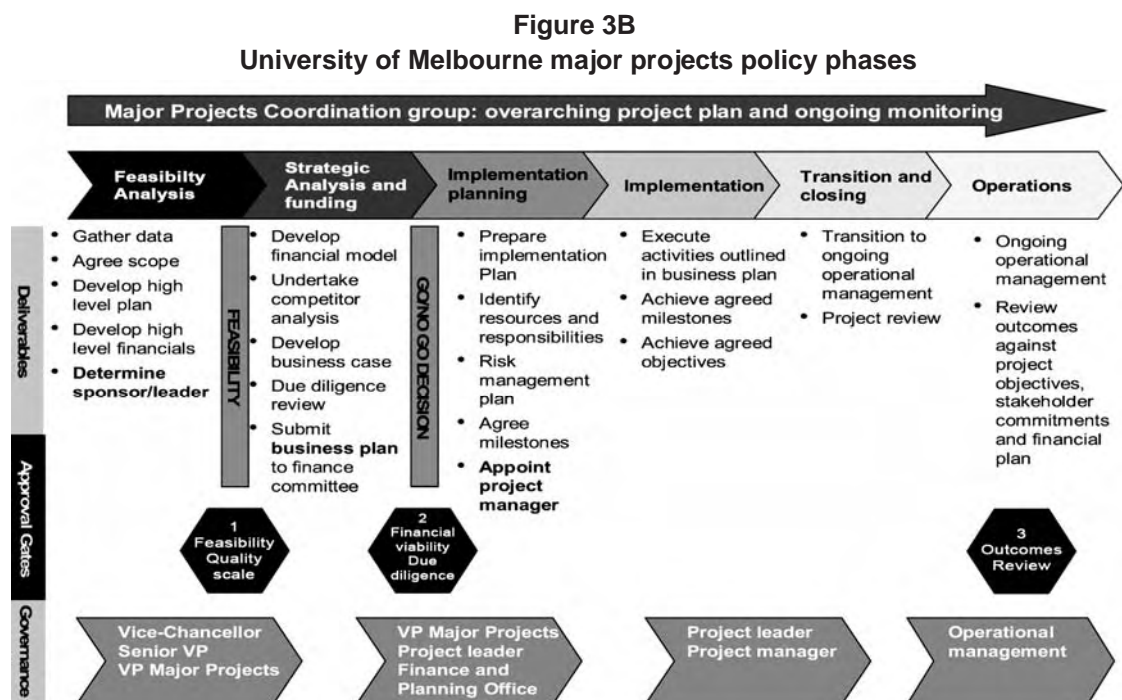 Figure 3B
University of Melbourne major projects policy phases
Major Projects Coordination group: overarching project plan and ongoing monitoring
Feasibilty
Analysis
Strategic
Analysis and
funding
Implementation
planning
Implementation
Transition and
closing
Operations
Deliverables
• Gather data
• Agree scope
• Develop high
level plan
• Develop high
level financials
• Determine
sponsor/leader
FEASIBILITY
• Develop
financial model
• Undertake
competitor
analysis
• Develop
business case
• Due diligence
review
• Submit
business plan
to finance
committee
GO/NO GO DECISION
• Prepare
implementation
Plan
• Identify
resources and
responsibilities
• Risk
management
plan
• Agree
milestones
• Appoint
project
manager
• Execute
activities outlined
in business plan
• Achieve agreed
milestones
• Achieve agreed
objectives
• Transition to
ongoing
operational
management
• Project review
• Ongoing
operational
management
• Review
outcomes
against
project
objectives,
stakeholder
commitments
and financial
plan
Approval Gates
1
Feasibility
Quality
scale
2
Financial
viability
Due
diligence
3
Outcomes
Review
Governance
Vice-Chancellor
Senior VP
VP Major Projects
VP Major Projects
Project leader
Finance and
Planning Office
Project leader
Project manager
Operational
management